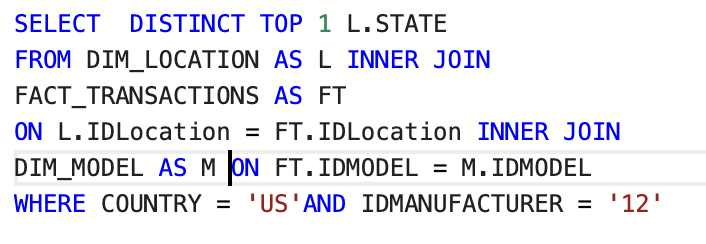 SELECT  DISTINCT TOP 1 L.STATE
FROM DIM_LOCATION AS L INNER JOIN
FACT_TRANSACTIONS AS FT
ON L.IDLocation = FT.IDLocation INNER JOIN
DIM_MODEL AS M ON FT.IDMODEL = M.IDMODEL
WHERE COUNTRY = 'US'AND IDMANUFACTURER = '12'